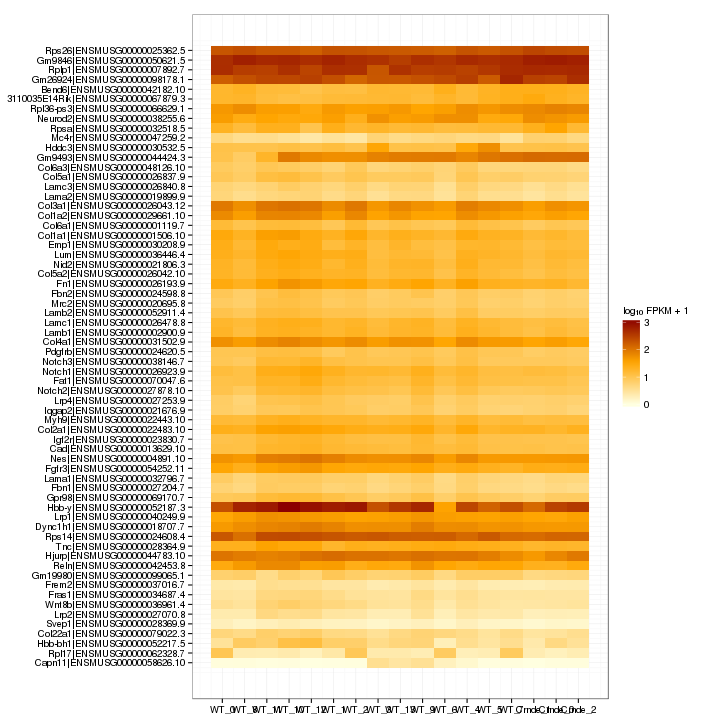 Rps26|ENSMUSG00000025362.5
Gm9846|ENSMUSG00000050621.5
Rplp1|ENSMUSG00000007892.7
Gm26924|ENSMUSG00000098178.1
Bend6|ENSMUSG00000042182.10
3110035E14Rik|ENSMUSG00000067879.3
Rpl36-ps3|ENSMUSG00000066629.1
Neurod2|ENSMUSG00000038255.6
Rpsa|ENSMUSG00000032518.5
Mc4r|ENSMUSG00000047259.2
Hddc3|ENSMUSG00000030532.5
Gm9493|ENSMUSG00000044424.3
Col6a3|ENSMUSG00000048126.10
Col5a1|ENSMUSG00000026837.9
Lamc3|ENSMUSG00000026840.8
Lama2|ENSMUSG00000019899.9
Col3a1|ENSMUSG00000026043.12
Col1a2|ENSMUSG00000029661.10
Col6a1|ENSMUSG00000001119.7
Col1a1|ENSMUSG00000001506.10
Emp1|ENSMUSG00000030208.9
Lum|ENSMUSG00000036446.4
Nid2|ENSMUSG00000021806.3
Col5a2|ENSMUSG00000026042.10
Fn1|ENSMUSG00000026193.9
Fbn2|ENSMUSG00000024598.8
Mrc2|ENSMUSG00000020695.8
Lamb2|ENSMUSG00000052911.4
Lamc1|ENSMUSG00000026478.8
Lamb1|ENSMUSG00000002900.9
Col4a1|ENSMUSG00000031502.9
Pdgfrb|ENSMUSG00000024620.5
Notch3|ENSMUSG00000038146.7
Notch1|ENSMUSG00000026923.9
Fat1|ENSMUSG00000070047.6
Notch2|ENSMUSG00000027878.10
Lrp4|ENSMUSG00000027253.9
Iqgap2|ENSMUSG00000021676.9
Myh9|ENSMUSG00000022443.10
Col2a1|ENSMUSG00000022483.10
Igf2r|ENSMUSG00000023830.7
Cad|ENSMUSG00000013629.10
Nes|ENSMUSG00000004891.10
Fgfr3|ENSMUSG00000054252.11
Lama1|ENSMUSG00000032796.7
Fbn1|ENSMUSG00000027204.7
Gpr98|ENSMUSG00000069170.7
Hbb-y|ENSMUSG00000052187.3
Lrp1|ENSMUSG00000040249.9
Dync1h1|ENSMUSG00000018707.7
Rps14|ENSMUSG00000024608.4
Tnc|ENSMUSG00000028364.9
Hjurp|ENSMUSG00000044783.10
Reln|ENSMUSG00000042453.8
Gm19980|ENSMUSG00000099065.1
Frem2|ENSMUSG00000037016.7
Fras1|ENSMUSG00000034687.4
Wnt8b|ENSMUSG00000036961.4
Lrp2|ENSMUSG00000027070.8
Svep1|ENSMUSG00000028369.9
Col22a1|ENSMUSG00000079022.3
Hbb-bh1|ENSMUSG00000052217.5
Rpl17|ENSMUSG00000062328.7
Capn11|ENSMUSG00000058626.10
log10 FPKM + 1
3
2
1
0